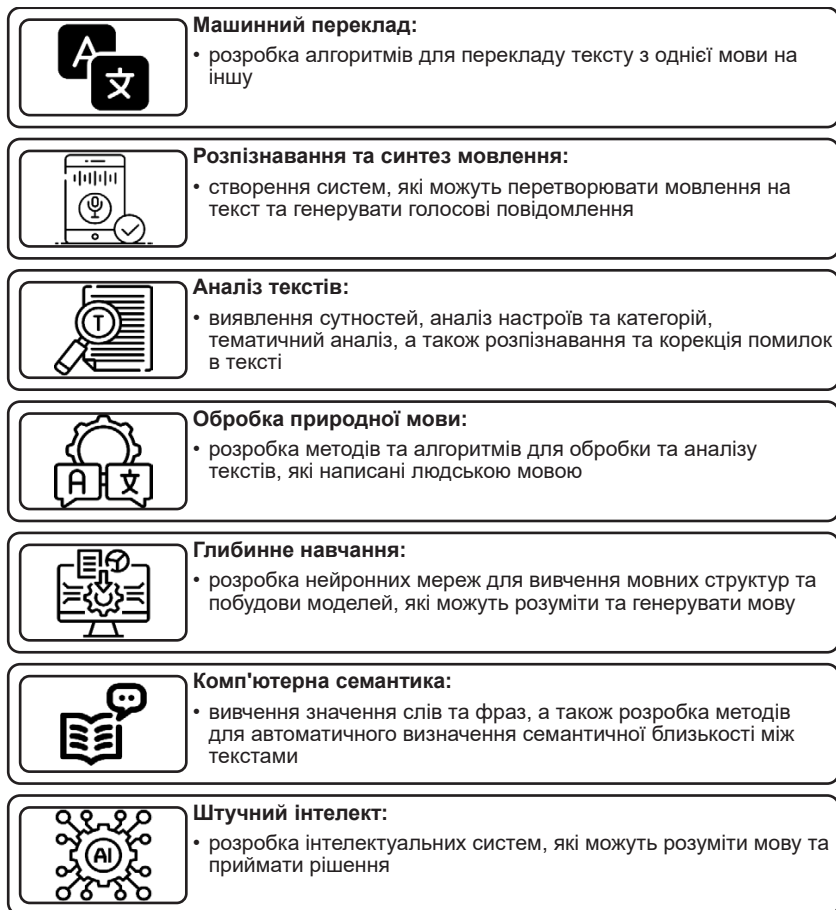 Машинний переклад:
• розробка алгоритмів для перекладу тексту з однієї мови на
іншу
Розпізнавання та синтез мовлення:
• створення систем, які можуть перетворювати мовлення на
текст та генерувати голосові повідомлення
Аналіз текстів:
• виявлення сутностей, аналіз настроїв та категорій,
тематичний аналіз, а також розпізнавання та корекція помилок
в тексті
Обробка природної мови:
• розробка методів та алгоритмів для обробки та аналізу
текстів, які написані людською мовою
Глибинне навчання:
• розробка нейронних мереж для вивчення мовних структур та
побудови моделей, які можуть розуміти та генерувати мову
Комп'ютерна семантика:
• вивчення значення слів та фраз, а також розробка методів
для автоматичного визначення семантичної близькості між
текстами
Штучний інтелект:
• розробка інтелектуальних систем, які можуть розуміти мову та
приймати рішення
A
文
T
A
文
AI